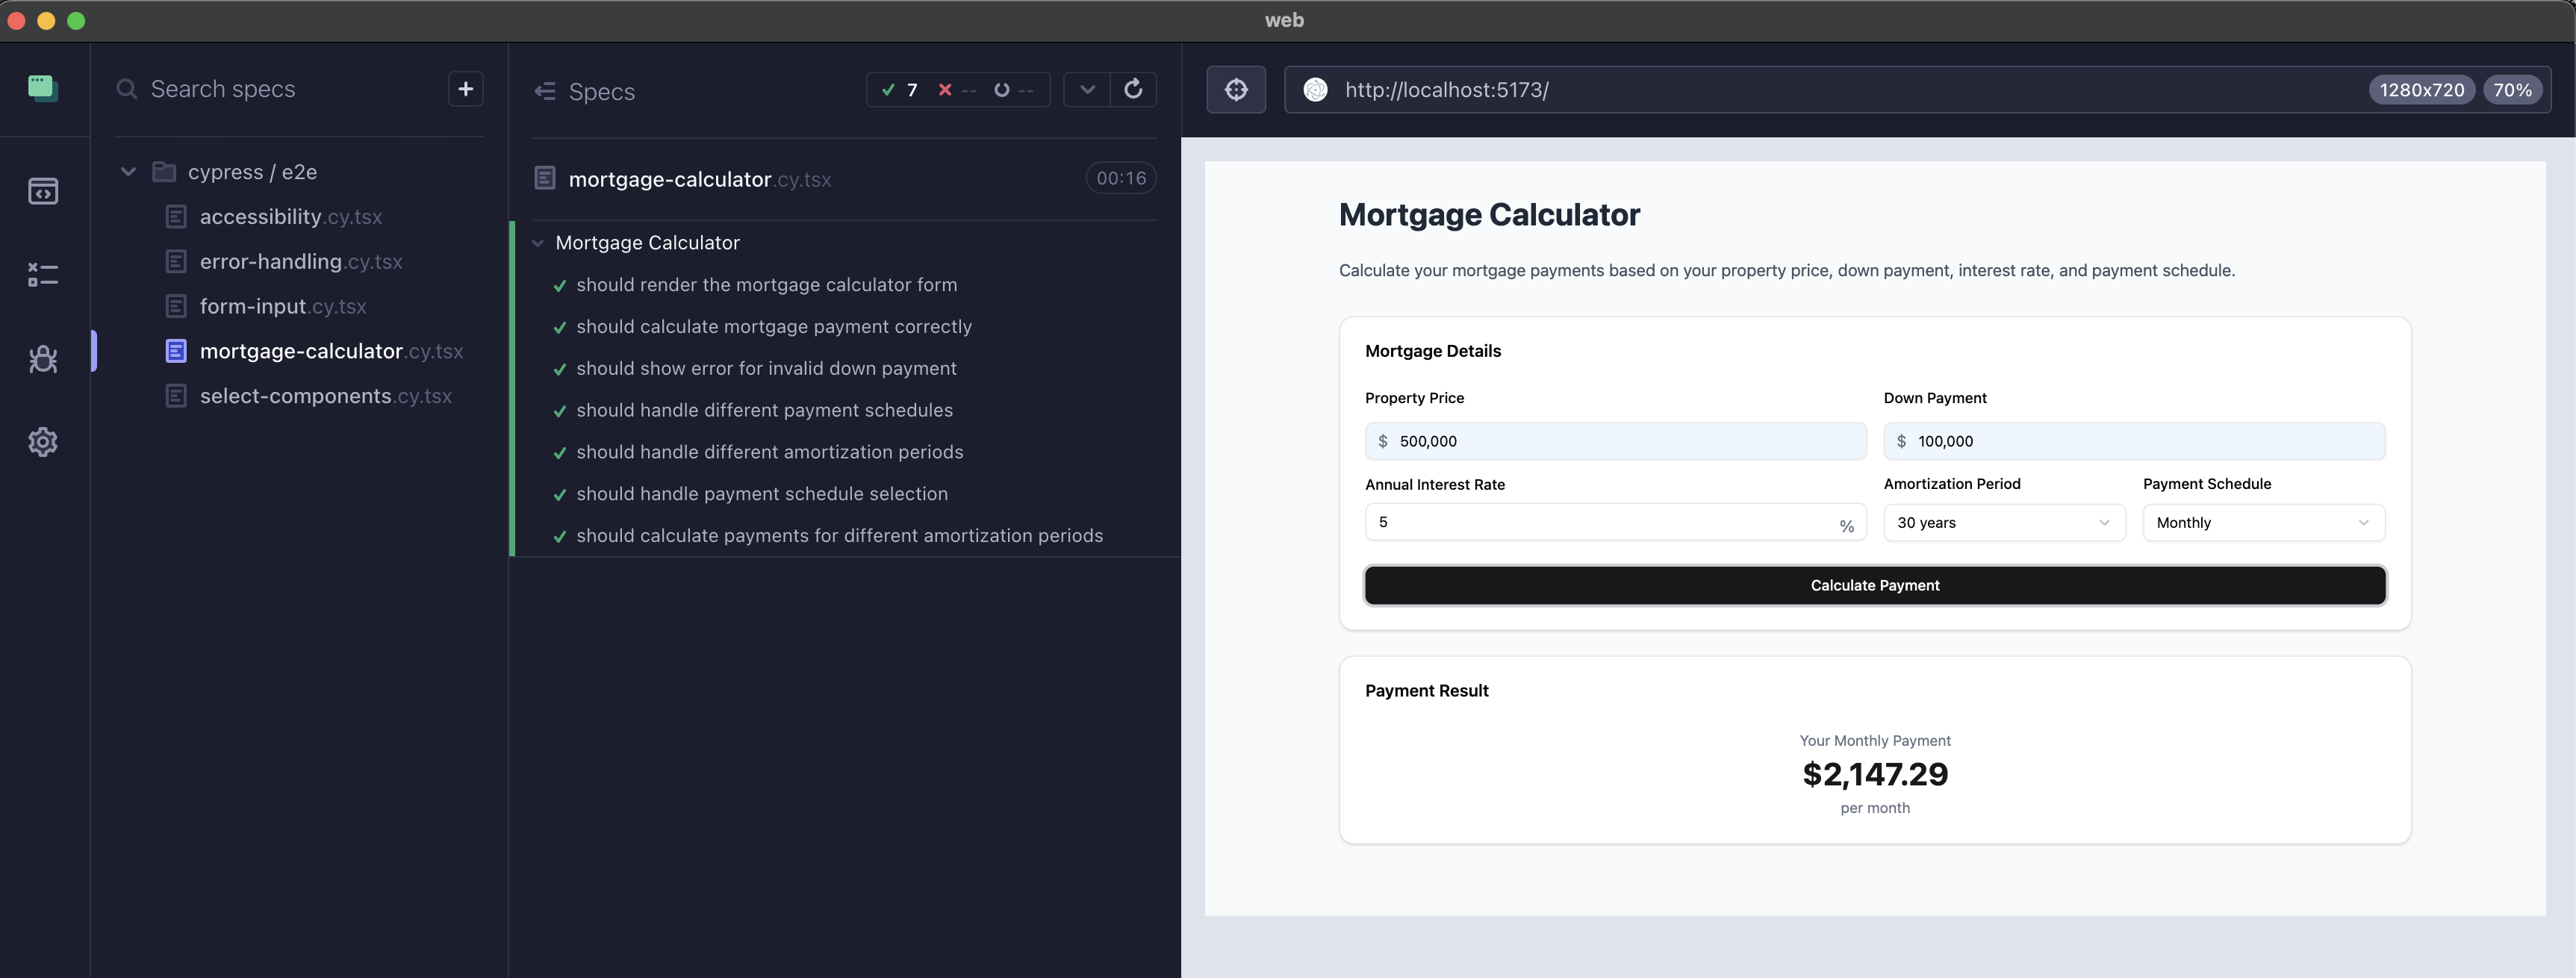 web
Search specs
+
cypress / e2e
accessibility.cy.tsx
error-handling.cy.tsx
form-input.cy.tsx
mortgage-calculator.cy.tsx
select-components.cy.tsx
Specs
7 -- --
mortgage-calculator.cy.tsx 00:16
Mortgage Calculator
should render the mortgage calculator form
should calculate mortgage payment correctly
should show error for invalid down payment
should handle different payment schedules
should handle different amortization periods
should handle payment schedule selection
should calculate payments for different amortization periods
http://localhost:5173/ 1280x720 70%
Mortgage Calculator
Calculate your mortgage payments based on your property price, down payment, interest rate, and payment schedule.
Mortgage Details
Property Price Down Payment
$ 500,000 $ 100,000
Annual Interest Rate Amortization Period Payment Schedule
5 % 30 years Monthly
Calculate Payment
Payment Result
Your Monthly Payment
$2,147.29
per month